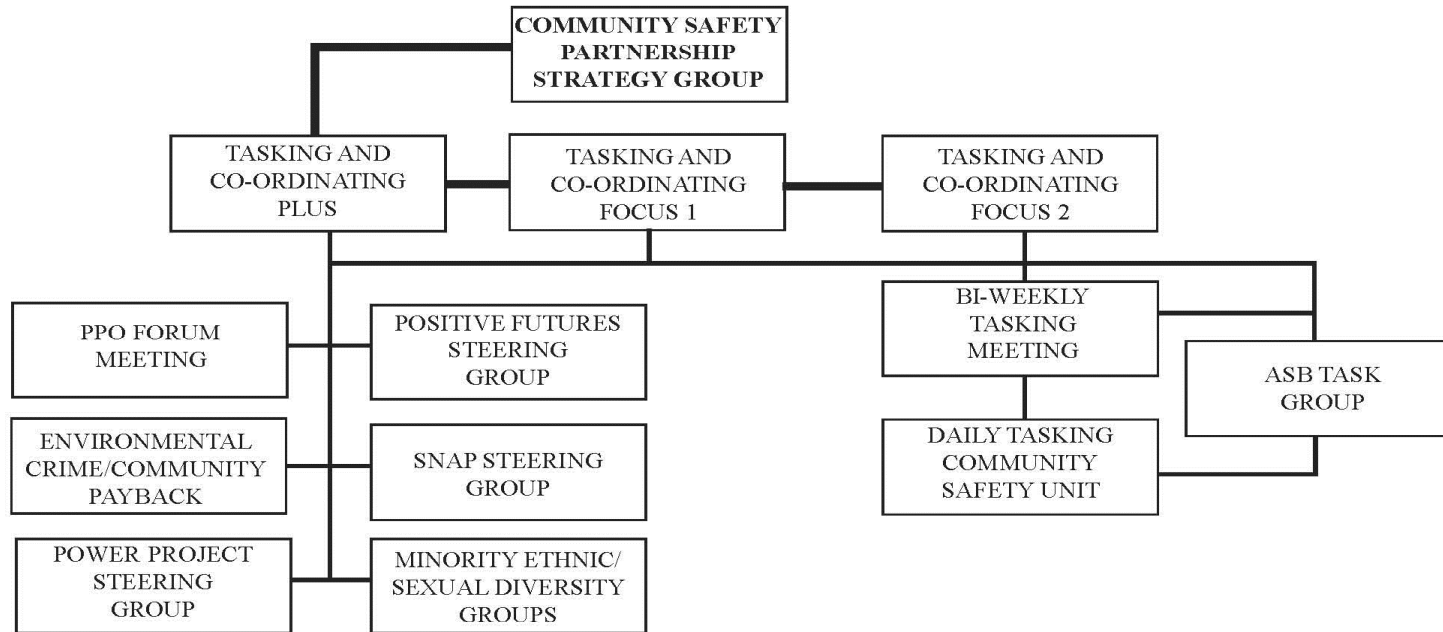 COMMUNITY SAFETY
PARTNERSHIP
STRATEGY GROUP
TASKING AND
CO-ORDINATING
PLUS
TASKING AND
CO-ORDINATING
FOCUS 1
TASKING AND
CO-ORDINATING
FOCUS 2
PPO FORUM
MEETING
POSITIVE FUTURES
STEERING
GROUP
BI-WEEKLY
TASKING
MEETING
ASB TASK
GROUP
ENVIRONMENTAL
CRIME/COMMUNITY
PAYBACK
SNAP STEERING
GROUP
DAILY TASKING
COMMUNITY
SAFETY UNIT
POWER PROJECT
STEERING
GROUP
MINORITY ETHNIC/
SEXUAL DIVERSITY
GROUPS